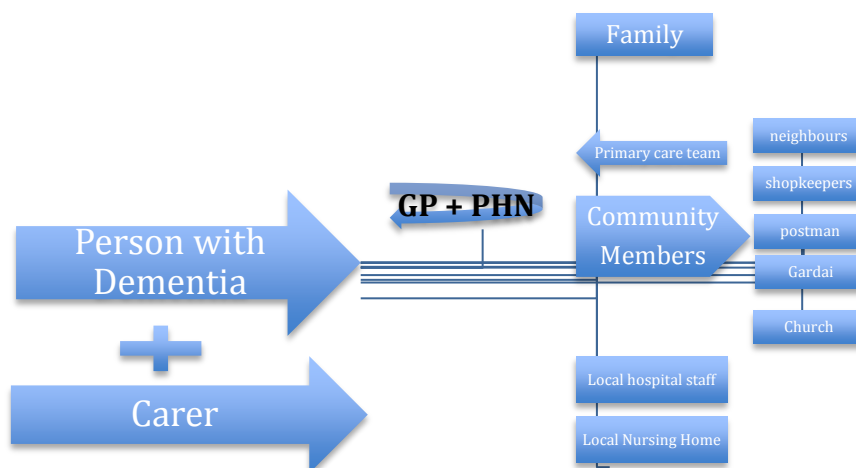 Family
Primary care team
neighbours
shopkeepers
GP + PHN
Community
Members
postman
Person with
Dementia
Gardai
Church
Carer
Local hospital staff
Local Nursing Home